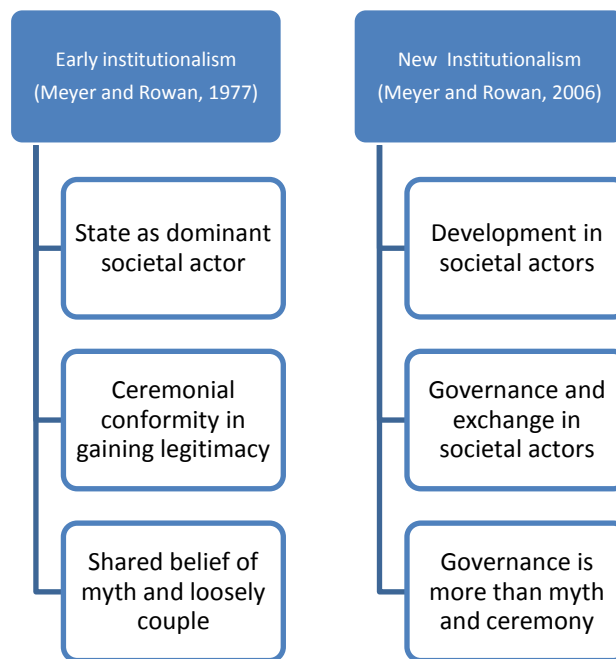 Early institutionalism
(Meyer and Rowan, 1977)
State as dominant
societal actor
Ceremonial
conformity in
gaining legitimacy
Shared belief of
myth and loosely
couple
New Institutionalism
(Meyer and Rowan, 2006)
Development in
societal actors
Governance and
exchange in
societal actors
Governance is
more than myth
and ceremony